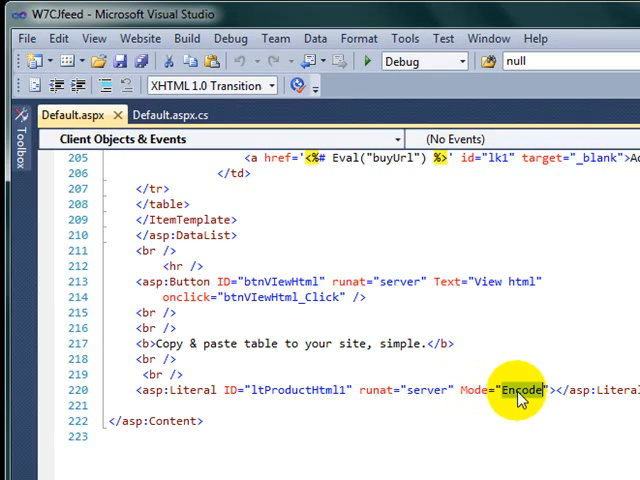 W7CJfeed - Microsoft Visual Studio
File Edit View Website Build Debug Team Data Format Tools Test Window Help
Debug null
XHTML 1.0 Transition
Default.aspx Default.aspx.cs
Client Objects & Events (No Events)
Toolbox
205 <a href='<%# Eval("buyUrl") %>' id="lk1" target="_blank">Ad
206 </td>
207 </tr>
208 </table>
209 </ItemTemplate>
210 </asp:DataList>
211 <br />
212 <hr />
213 <asp:Button ID="btnVIewHtml" runat="server" Text="View html"
214 onclick="btnVIewHtml_Click" />
215 <br />
216 <br />
217 <b>Copy & paste table to your site, simple.</b>
218 <br />
219 <br />
220 <asp:Literal ID="ltProductHtml1" runat="server" Mode="Encode"></asp:Litera
221
222 </asp:Content>
223